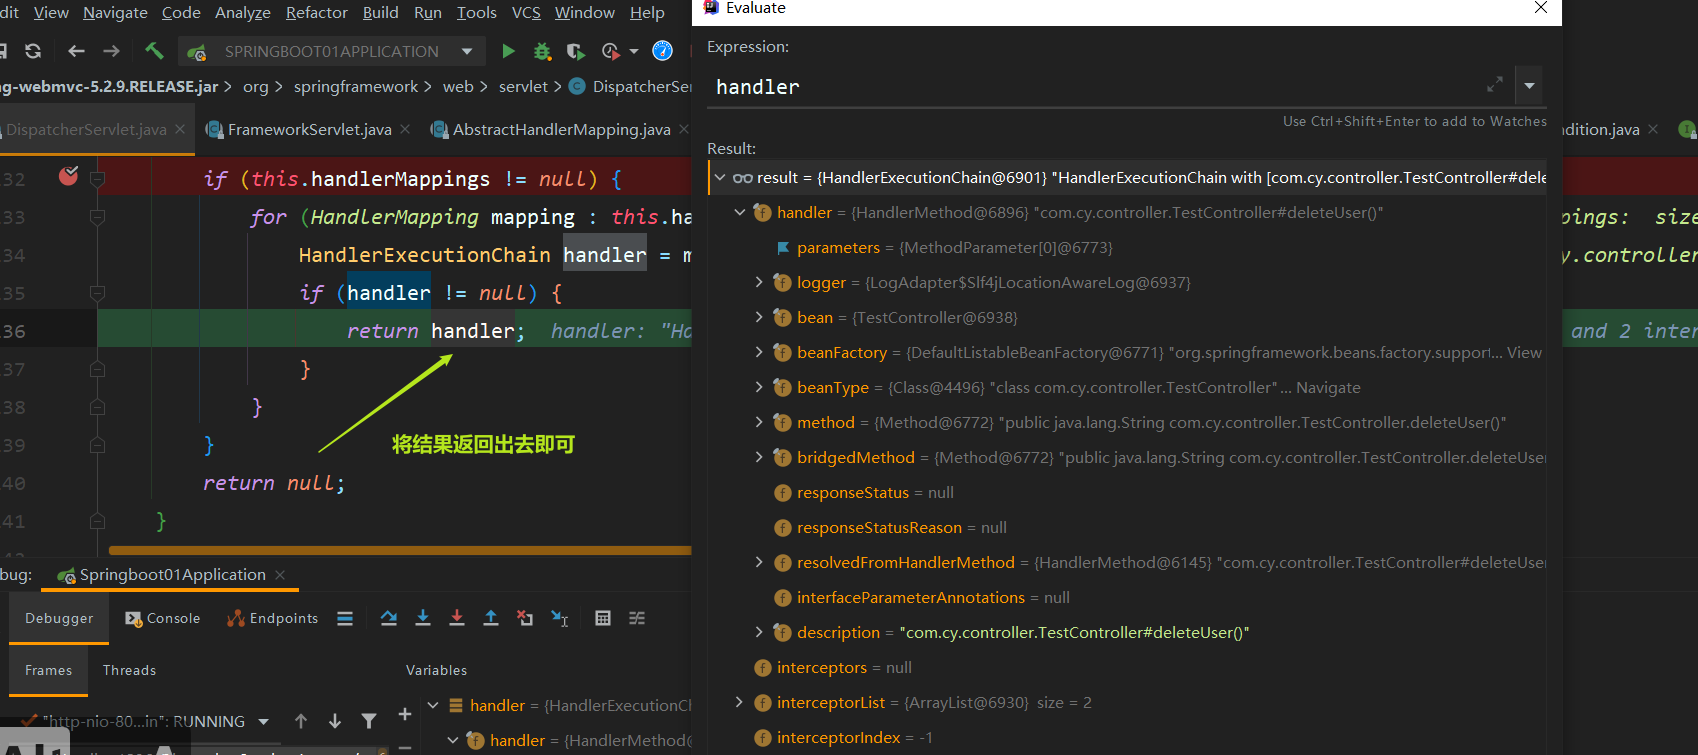 dit View Navigate Code Analyze Refactor Build Run Tools VCS Window Help
SPRINGBOOT01APPLICATION
g-webmvc-5.2.9.RELEASE.jar > org > springframework > web > servlet > DispatcherSer
DispatcherServlet.java × FrameworkServlet.java × AbstractHandlerMapping.java × dition.java ×
32 if (this.handlerMappings != null) {
33 for (HandlerMapping mapping : this.ha pings: size
34 HandlerExecutionChain handler = m y.controller
35 if (handler != null) {
36 return handler; handler: "Ha and 2 inter
37 }
38 }
39 }
40 return null;
41 }
将结果返回出去即可
bug: Springboot01Application ×
Debugger Console Endpoints
Frames Threads Variables
"http-nio-80...in": RUNNING
handler = {HandlerExecutionCh
handler = {HandlerMethod@
Evaluate
Expression:
handler
Use Ctrl+Shift+Enter to add to Watches
Result:
result = {HandlerExecutionChain@6901} "HandlerExecutionChain with [com.cy.controller.TestController#dele
handler = {HandlerMethod@6896} "com.cy.controller.TestController#deleteUser()"
parameters = {MethodParameter[0]@6773}
logger = {LogAdapter$Slf4jLocationAwareLog@6937}
bean = {TestController@6938}
beanFactory = {DefaultListableBeanFactory@6771} "org.springframework.beans.factory.support... View
beanType = {Class@4496} "class com.cy.controller.TestController"... Navigate
method = {Method@6772} "public java.lang.String com.cy.controller.TestController.deleteUser()"
bridgedMethod = {Method@6772} "public java.lang.String com.cy.controller.TestController.deleteUser
responseStatus = null
responseStatusReason = null
resolvedFromHandlerMethod = {HandlerMethod@6145} "com.cy.controller.TestController#deleteUser
interfaceParameterAnnotations = null
description = "com.cy.controller.TestController#deleteUser()"
interceptors = null
interceptorList = {ArrayList@6930} size = 2
interceptorIndex = -1